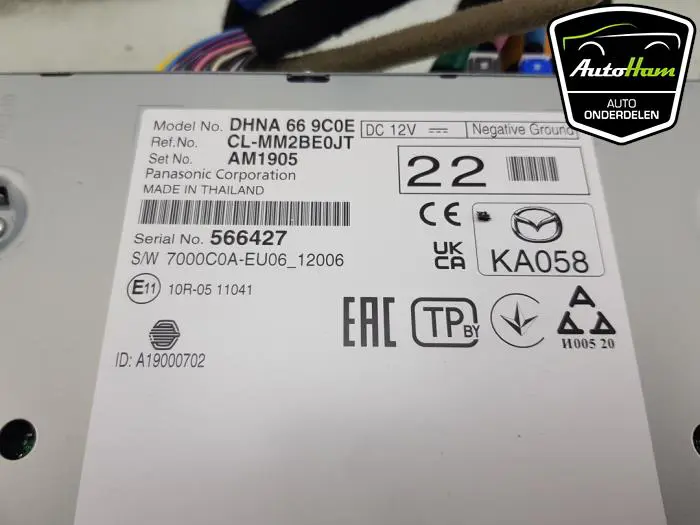 AutoHam
AUTO
ONDERDELEN
Model No. DHNA 66 9C0E
DC 12V
Negative Ground
Ref.No. CL-MM2BE0JT
Set No. AM1905
Panasonic Corporation
MADE IN THAILAND
22
CE
Serial No. 566427
UK
CA
KA058
S/W 7000C0A-EU06_12006
E11 10R-05 11041
EAC
TP BY
И005 20
ID: A19000702